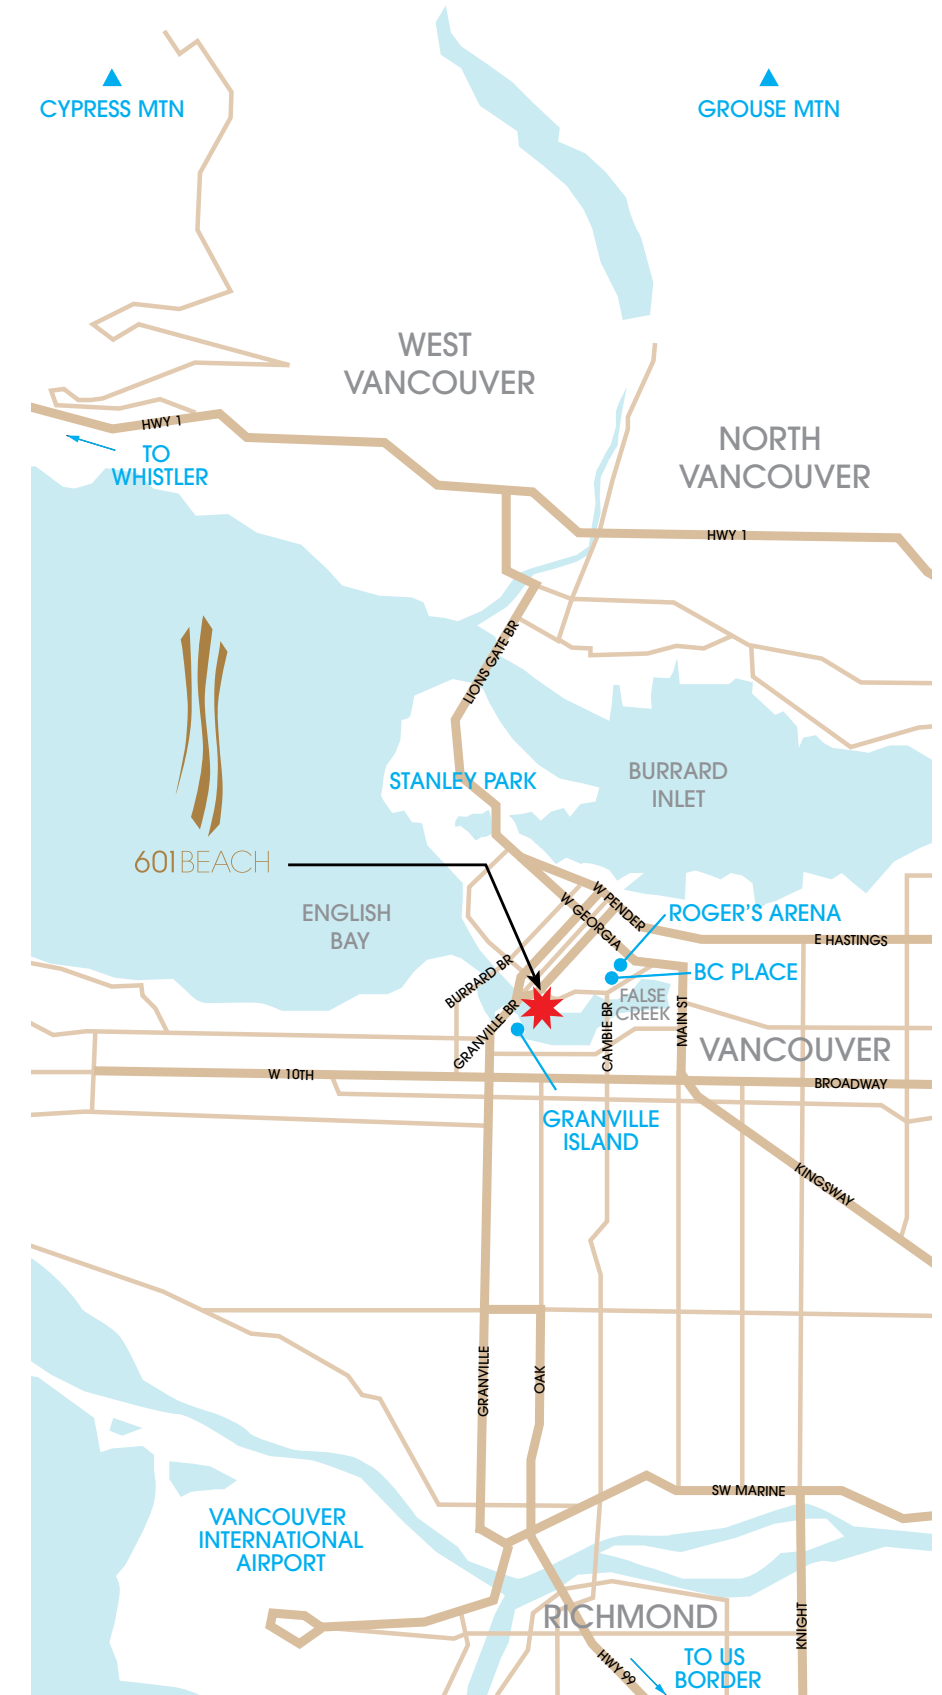 CYPRESS MTN
GROUSE MTN
WEST
VANCOUVER
HWY 1
TO
WHISTLER
NORTH
VANCOUVER
HWY 1
LIONS GATE BR
STANLEY PARK
BURRARD
INLET
601 BEACH
ENGLISH
BAY
W PENDER
W GEORGIA
ROGER'S ARENA
E HASTINGS
BC PLACE
BURRARD BR
FALSE
CREEK
GRANVILLE BR
CAMBIE BR
MAIN ST
VANCOUVER
W 10TH
BROADWAY
GRANVILLE
ISLAND
KINGSWAY
GRANVILLE
OAK
SW MARINE
VANCOUVER
INTERNATIONAL
AIRPORT
RICHMOND
KNIGHT
HWY 99
TO US
BORDER